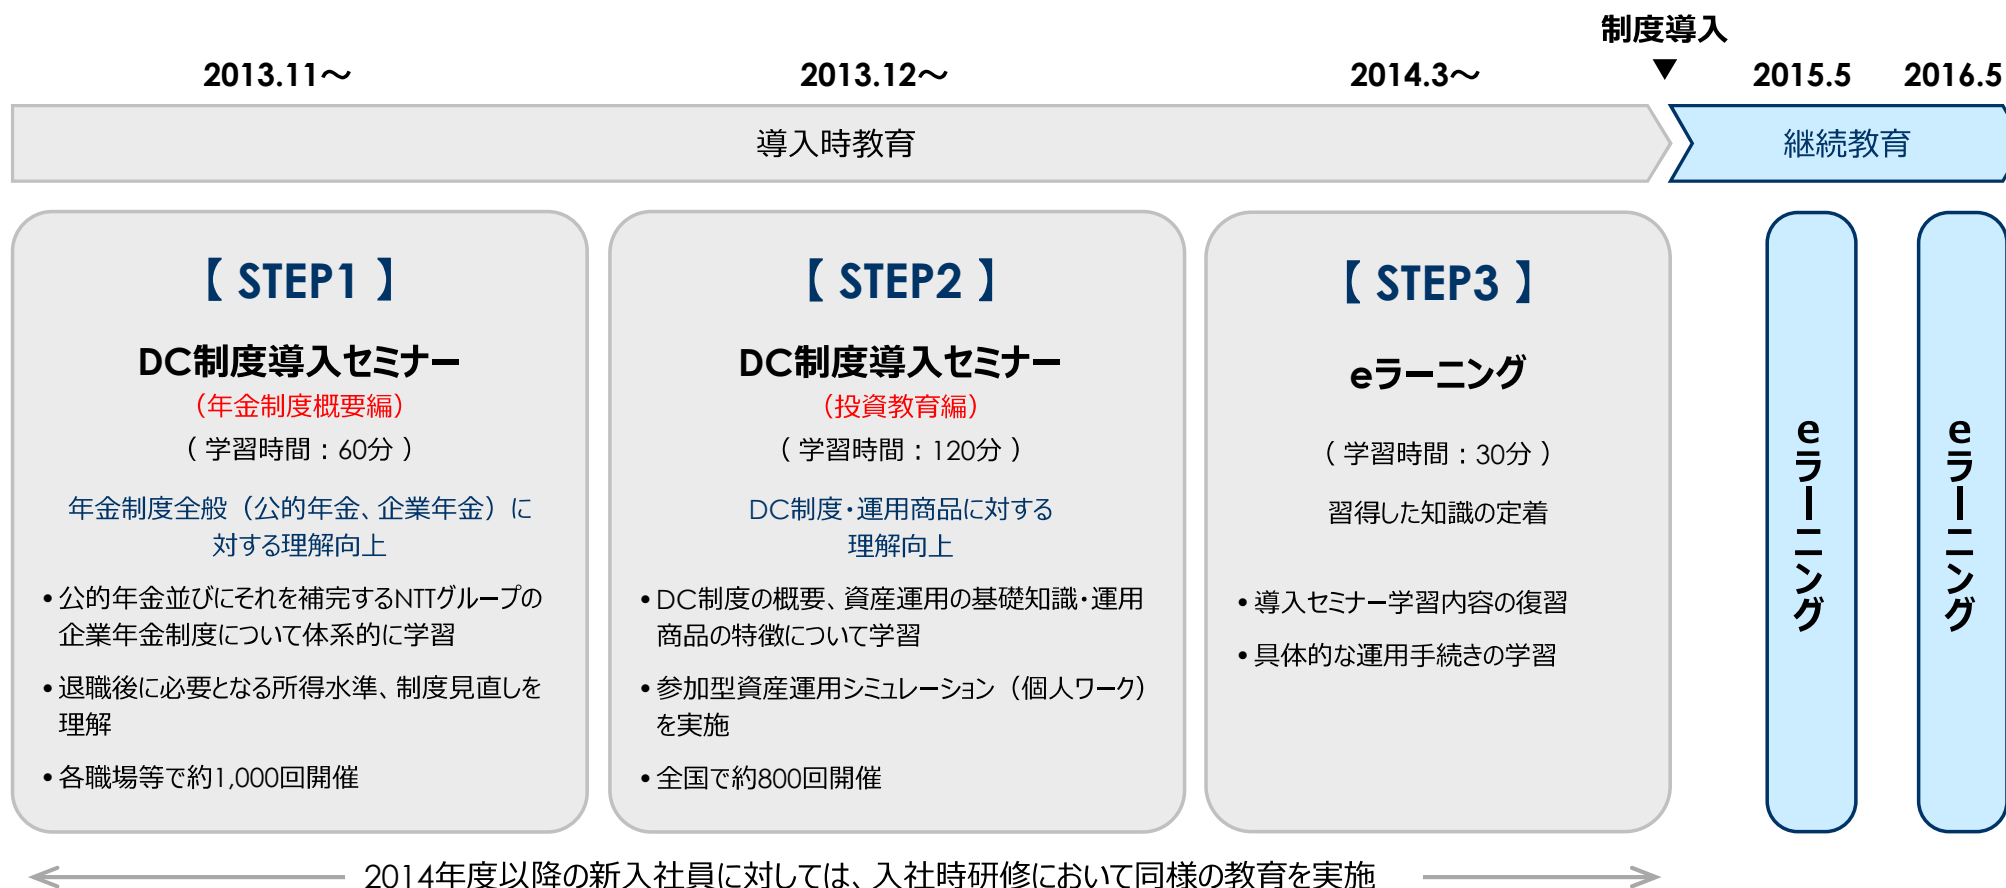 制度導入
▼
2013.11～
2013.12～
2014.3～
2015.5
2016.5
導入時教育
継続教育
【 STEP1 】
DC制度導入セミナー
（年金制度概要編）
（ 学習時間：60分 ）
年金制度全般（公的年金、企業年金）に
対する理解向上
• 公的年金並びにそれを補完するNTTグループの
企業年金制度について体系的に学習
• 退職後に必要となる所得水準、制度見直しを
理解
• 各職場等で約1,000回開催
【 STEP2 】
DC制度導入セミナー
（投資教育編）
（ 学習時間：120分 ）
DC制度・運用商品に対する
理解向上
• DC制度の概要、資産運用の基礎知識・運用
商品の特徴について学習
• 参加型資産運用シミュレーション（個人ワーク）
を実施
• 全国で約800回開催
【 STEP3 】
eラーニング
（ 学習時間：30分 ）
習得した知識の定着
• 導入セミナー学習内容の復習
• 具体的な運用手続きの学習
eラーニング
eラーニング
2014年度以降の新入社員に対しては、入社時研修において同様の教育を実施